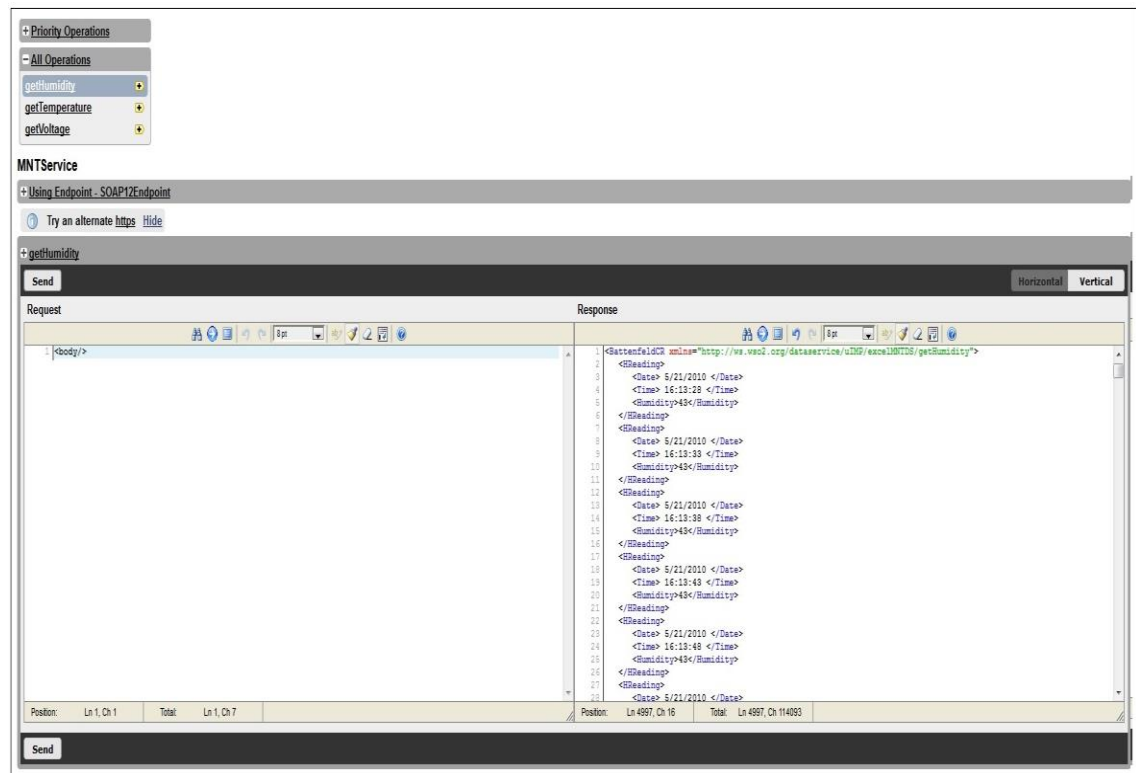 + Priority Operations
- All Operations
getHumidity
getTemperature
getVoltage
MNTService
+ Using Endpoint - SOAP12Endpoint
Try an alternate https Hide
+ getHumidity
Send
Horizontal Vertical
Request
8 pt
1 <body/>
Position: Ln 1, Ch 1 Total: Ln 1, Ch 7
Response
8 pt
1 <BattenfeldCR xmlns="http://ws.wso2.org/dataservice/uIMP/excelMNTDS/getHumidity">
2 <HReading>
3 <Date> 5/21/2010 </Date>
4 <Time> 16:13:28 </Time>
5 <Humidity>43</Humidity>
6 </HReading>
7 <HReading>
8 <Date> 5/21/2010 </Date>
9 <Time> 16:13:33 </Time>
10 <Humidity>43</Humidity>
11 </HReading>
12 <HReading>
13 <Date> 5/21/2010 </Date>
14 <Time> 16:13:38 </Time>
15 <Humidity>43</Humidity>
16 </HReading>
17 <HReading>
18 <Date> 5/21/2010 </Date>
19 <Time> 16:13:43 </Time>
20 <Humidity>43</Humidity>
21 </HReading>
22 <HReading>
23 <Date> 5/21/2010 </Date>
24 <Time> 16:13:48 </Time>
25 <Humidity>43</Humidity>
26 </HReading>
27 <HReading>
28 <Date> 5/21/2010 </Date>
Position: Ln 4997, Ch 16 Total: Ln 4997, Ch 114093
Send